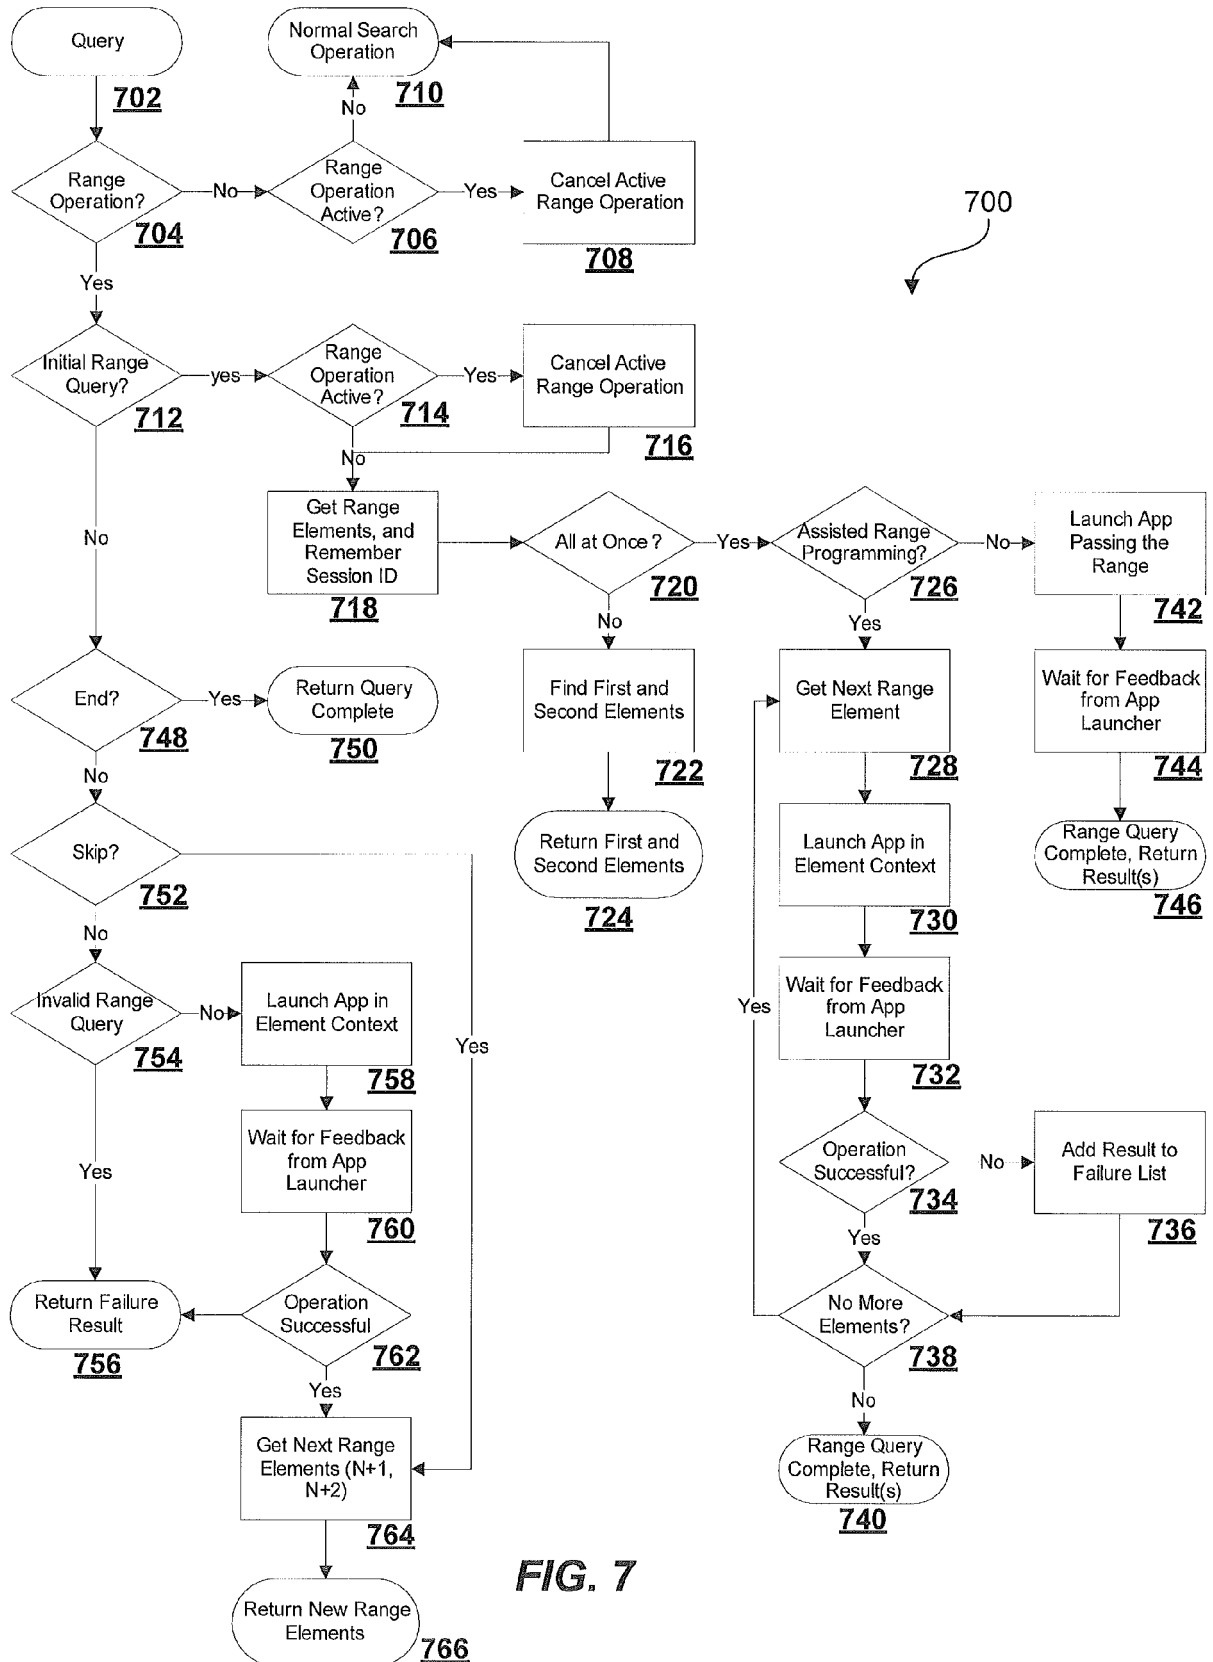 Query
702
Normal Search
Operation
710
No
Range
Operation?
704
No
Range
Operation
Active?
706
Yes
Cancel Active
Range Operation
708
700
Yes
Initial Range
Query?
712
yes
Range
Operation
Active?
714
Yes
Cancel Active
Range Operation
716
No
Get Range
Elements, and
Remember
Session ID
718
All at Once?
720
Yes
Assisted Range
Programming?
726
No
Launch App
Passing the
Range
742
No
No
Yes
End?
748
Yes
Return Query
Complete
750
Find First and
Second Elements
722
Get Next Range
Element
728
Wait for Feedback
from App
Launcher
744
No
Skip?
752
Return First and
Second Elements
724
Launch App in
Element Context
730
Range Query
Complete, Return
Result(s)
746
No
Invalid Range
Query
754
No
Launch App in
Element Context
758
Yes
Yes
Wait for Feedback
from App
Launcher
732
Wait for Feedback
from App
Launcher
760
Yes
Operation
Successful?
734
No
Add Result to
Failure List
736
Yes
Return Failure
Result
756
Operation
Successful
762
No More
Elements?
738
Yes
No
Get Next Range
Elements (N+1,
N+2)
764
Range Query
Complete, Return
Result(s)
740
Return New Range
Elements
766
FIG. 7